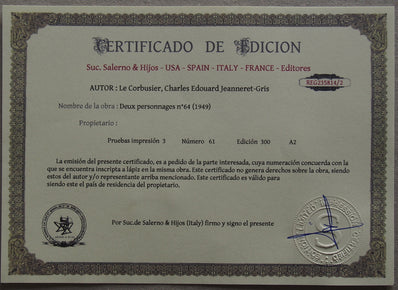 CERTIFICADO DE EDICION
Suc. Salerno & Hijos - USA - SPAIN - ITALY - FRANCE - Editores
REG235814/2
AUTOR : Le Corbusier, Charles Edouard Jeanneret-Gris
Nombre de la obra : Deux personnages n°64 (1949)
Propietario :
Pruebas impresión 3 Número 61 Edición 300 A2
La emisión del presente certificado, es a pedido de la parte interesada, cuya numeración concuerda con la
que se encuentra inscripta a lápiz en la misma obra. Este certificado no genera derechos sobre la obra, siendo
estos del autor y/o representante arriba mencionado. Este certificado es válido para
siendo este el país de residencia del propietario.
Por Suc.de Salerno & Hijos (Italy) firmo y signo el presente